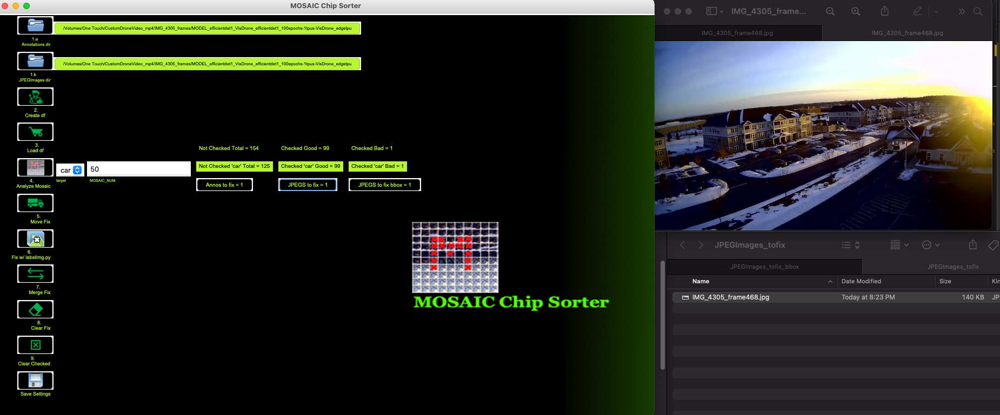 MOSAIC Chip Sorter
/Volumes/One Touch/CustomDroneVideo_mp4/IMG_4305_frames/MODEL_efficientdet1_VisDrone_efficientdet1_100epochs-1tpus-VisDrone_edgetpu
1.a
Annotations dir
/Volumes/One Touch/CustomDroneVideo_mp4/IMG_4305_frames/MODEL_efficientdet1_VisDrone_efficientdet1_100epochs-1tpus-VisDrone_edgetpu
1.b
JPEGImages dir
2.
Create df
3.
Load df
Not Checked Total = 154 Checked Good = 99 Checked Bad = 1
car 50 Not Checked 'car' Total = 125 Checked 'car' Good = 99 Checked 'car' Bad = 1
target MOSAIC_NUM
4.
Analyze Mosaic
Annos to fix = 1 JPEGS to fix = 1 JPEGS to fix bbox = 1
5.
Move Fix
6.
Fix w/ labelImg.py
7.
Merge Fix
8.
Clear Fix
9.
Clear Checked
Save Settings
MOSAIC Chip Sorter
IMG_4305_frame...
IMG_4305_frame468.jpg IMG_4305_frame468.jpg
JPEGImages_tofix
JPEGImages_tofix_bbox JPEGImages_tofix
Name Date Modified Size Kin
IMG_4305_frame468.jpg Today at 8:23 PM 140 KB JP